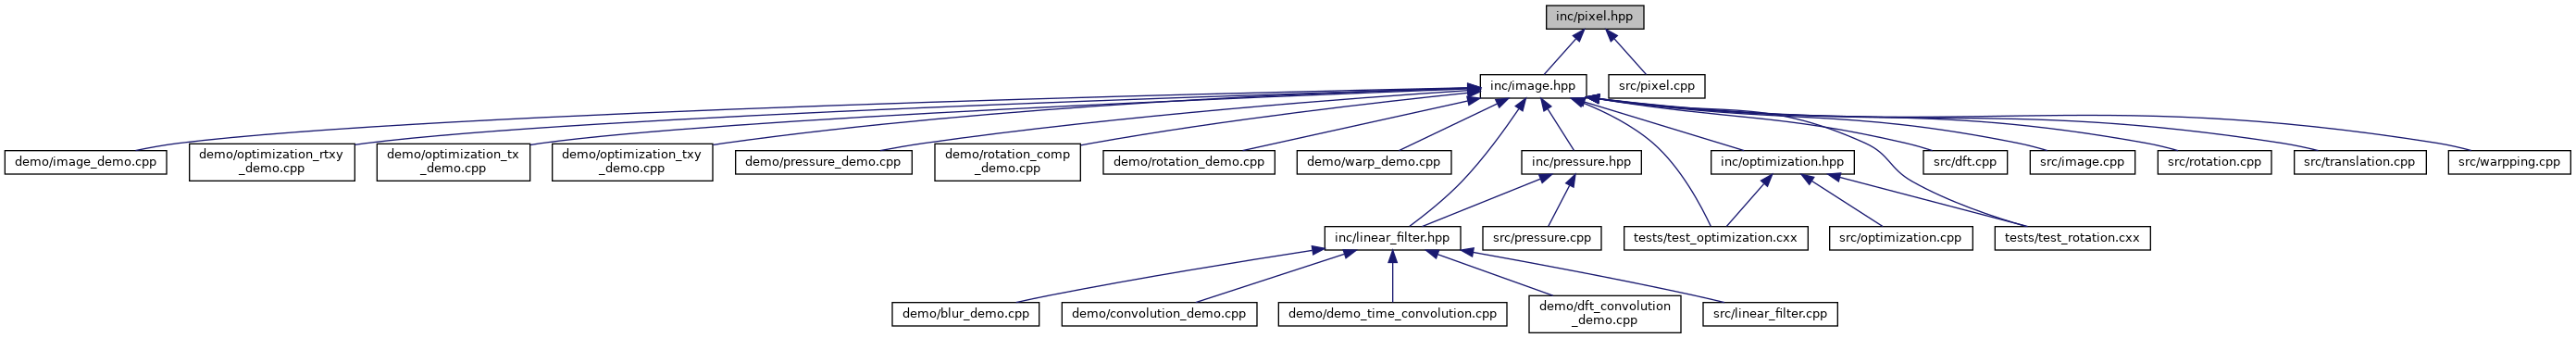 inc/pixel.hpp
inc/image.hpp
src/pixel.cpp
demo/image_demo.cpp
demo/optimization_rtxy
_demo.cpp
demo/optimization_tx
_demo.cpp
demo/optimization_txy
_demo.cpp
demo/pressure_demo.cpp
demo/rotation_comp
_demo.cpp
demo/rotation_demo.cpp
demo/warp_demo.cpp
inc/pressure.hpp
inc/optimization.hpp
src/dft.cpp
src/image.cpp
src/rotation.cpp
src/translation.cpp
src/warpping.cpp
inc/linear_filter.hpp
src/pressure.cpp
tests/test_optimization.cxx
src/optimization.cpp
tests/test_rotation.cxx
demo/blur_demo.cpp
demo/convolution_demo.cpp
demo/demo_time_convolution.cpp
demo/dft_convolution
_demo.cpp
src/linear_filter.cpp